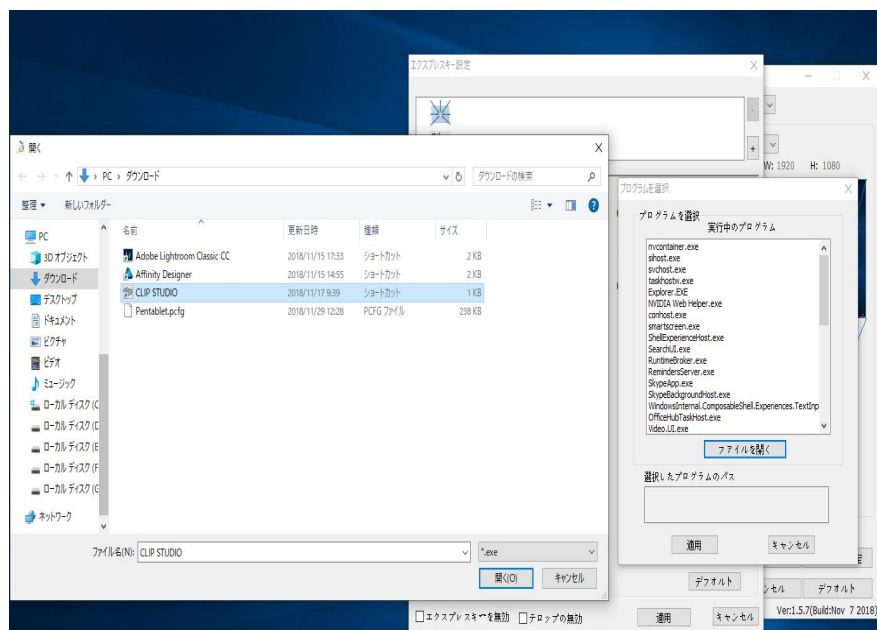 エクスプレスキー設定
X
-
+
W: 1920 H: 1080
開く
X
PC › ダウンロード
ダウンロードの検索
整理 新しいフォルダー
名前 更新日時 種類 サイズ
PC
3D オブジェクト
ダウンロード
デスクトップ
ドキュメント
ピクチャ
ビデオ
ミュージック
ローカル ディスク (C
ローカル ディスク (D
ローカル ディスク (E
ローカル ディスク (F
ローカル ディスク (G
ネットワーク
Adobe Lightroom Classic CC 2018/11/15 17:33 ショートカット 2 KB
Affinity Designer 2018/11/15 14:55 ショートカット 2 KB
CLIP STUDIO 2018/11/17 9:39 ショートカット 1 KB
Pentablet.pcfg 2018/11/29 12:28 PCFG ファイル 238 KB
ファイル名(N): CLIP STUDIO *.exe
開く(O) キャンセル
プログラムを選択 X
プログラムを選択
実行中のプログラム
nvcontainer.exe
sihost.exe
svchost.exe
taskhostw.exe
Explorer.EXE
NVIDIA Web Helper.exe
conhost.exe
smartscreen.exe
ShellExperienceHost.exe
SearchUI.exe
RuntimeBroker.exe
RemindersServer.exe
SkypeApp.exe
SkypeBackgroundHost.exe
WindowsInternal.ComposableShell.Experiences.TextInp
OfficeHubTaskHost.exe
Video.UI.exe
ファイルを開く
選択したプログラムのパス
適用 キャンセル
定
デフォルト
ンセル デフォルト
エクスプレスキーを無効 テロップの無効 適用 キャンセル
Ver:1.5.7(Build:Nov 7 2018)